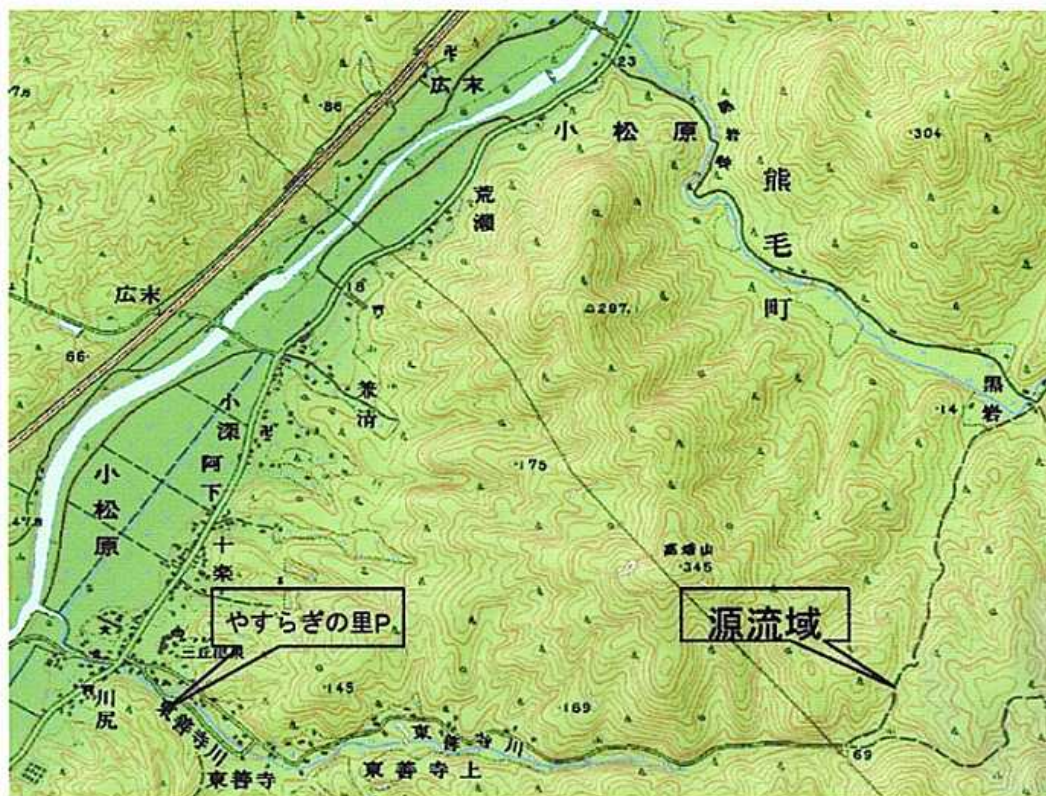 広末
23
小松原
・304
・86
熊毛町
荒瀬
18
△287.
広末
66・
兼清
小深
阿下
小松原
・175
黒岩
・14
47.8
十楽
高畑山
・345
やすらぎの里P
源流域
川尻
・145
・169
東善寺川
東善寺川
東善寺上
東善寺
69